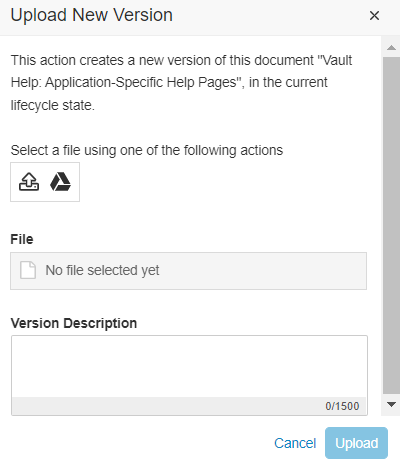 Upload New Version
This action creates a new version of this document "Vault
Help: Application-Specific Help Pages", in the current
lifecycle state.
Select a file using one of the following actions
File
No file selected yet
Version Description
0/1500
Cancel
Upload